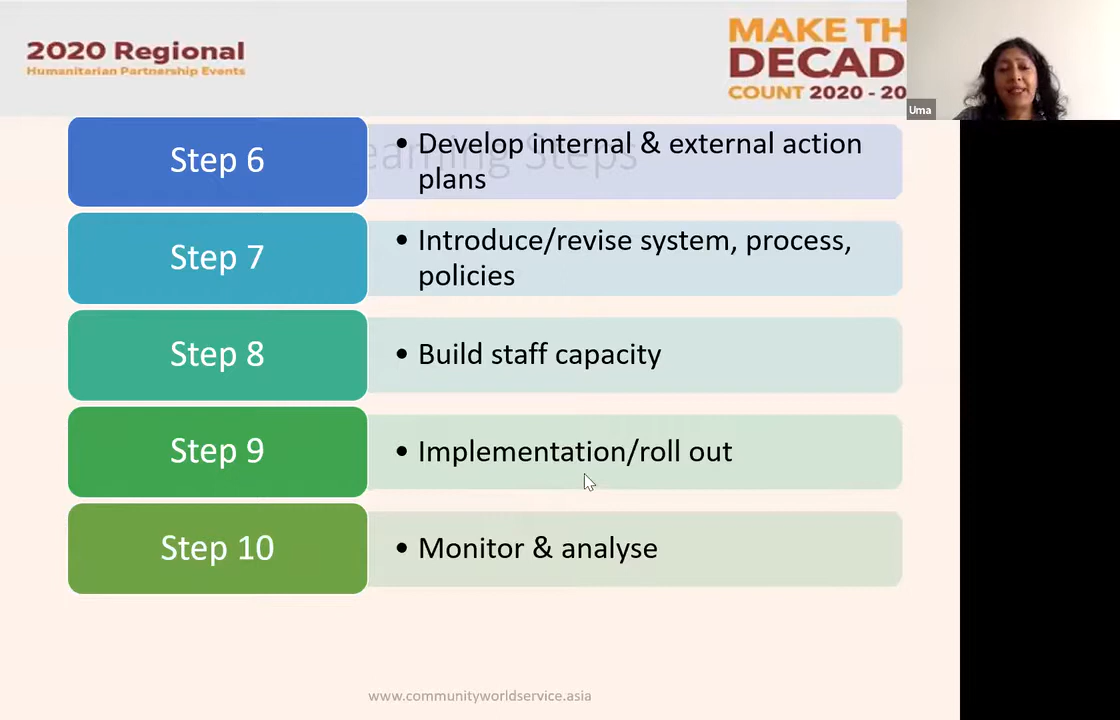 2020 Regional
Humanitarian Partnership Events
MAKE TH
DECAD
COUNT 2020 - 20
Uma
earning Steps
Step 6
• Develop internal & external action
plans
Step 7
• Introduce/revise system, process,
policies
Step 8
• Build staff capacity
Step 9
• Implementation/roll out
Step 10
• Monitor & analyse
www.communityworldservice.asia